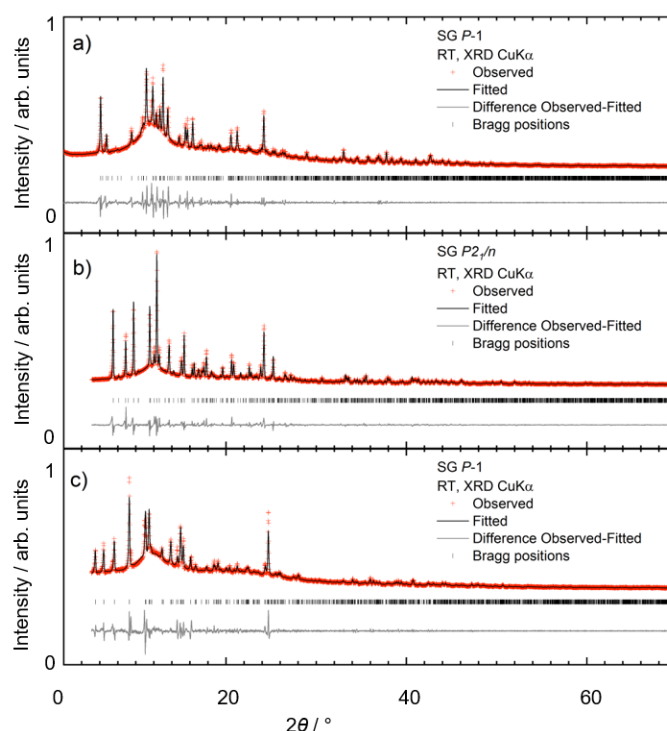 1
a)
SG P-1
RT, XRD CuKα
Observed
Fitted
Difference Observed-Fitted
Bragg positions
Intensity / arb. units
0
1
b)
SG P2₁/n
RT, XRD CuKα
Observed
Fitted
Difference Observed-Fitted
Bragg positions
Intensity / arb. units
0
1
c)
SG P-1
RT, XRD CuKα
Observed
Fitted
Difference Observed-Fitted
Bragg positions
Intensity / arb. units
0
0 20 40 60
2θ / °